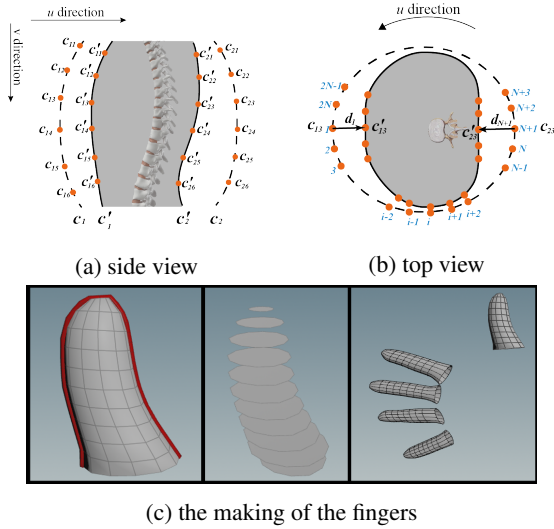 u direction
v direction
c11 c'11 c'21 c21
c12 c'12 c'22 c22
c13 c'13 c'23 c23
c14 c'14 c'24 c24
c15 c'15 c'25 c25
c16 c'16 c'26 c26
c1 c'1 c'2 c2
(a) side view
u direction
2N-1 N+3
2N N+2
c13 1 d1 c'13 c'23 dN+1 N+1 c23
2 N
3 N-1
i-2 i-1 i i+1 i+2
(b) top view
(c) the making of the fingers